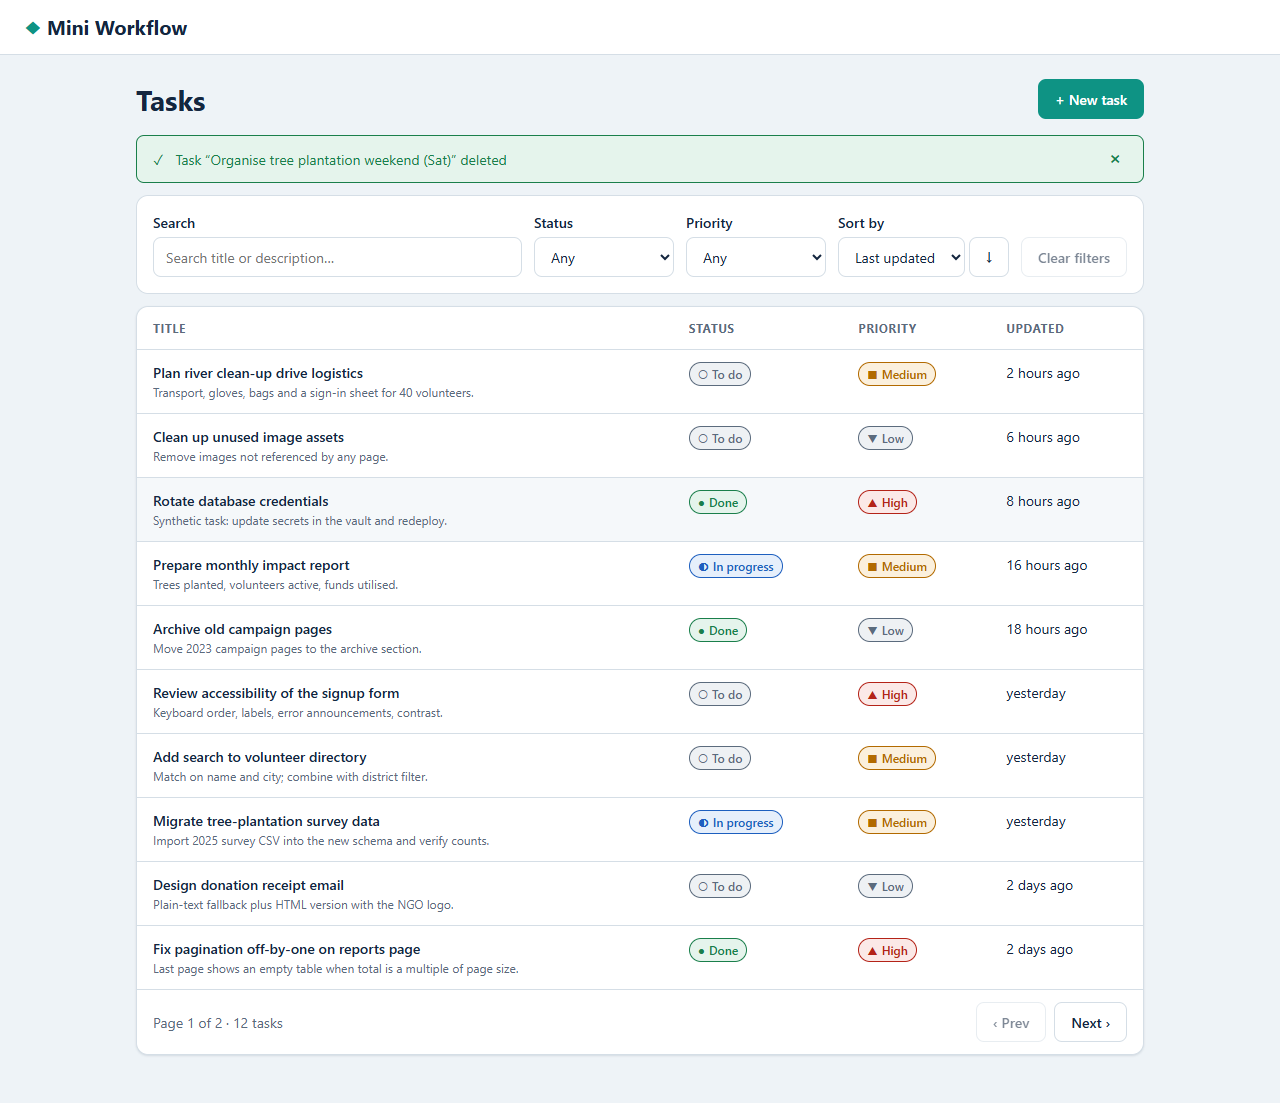 Mini Workflow
Tasks
+ New task
✓ Task “Organise tree plantation weekend (Sat)” deleted ×
Search Status Priority Sort by
Search title or description... Any Any Last updated ↓ Clear filters
TITLE STATUS PRIORITY UPDATED
Plan river clean-up drive logistics ○ To do ■ Medium 2 hours ago
Transport, gloves, bags and a sign-in sheet for 40 volunteers.
Clean up unused image assets ○ To do ▼ Low 6 hours ago
Remove images not referenced by any page.
Rotate database credentials ● Done ▲ High 8 hours ago
Synthetic task: update secrets in the vault and redeploy.
Prepare monthly impact report ◐ In progress ■ Medium 16 hours ago
Trees planted, volunteers active, funds utilised.
Archive old campaign pages ● Done ▼ Low 18 hours ago
Move 2023 campaign pages to the archive section.
Review accessibility of the signup form ○ To do ▲ High yesterday
Keyboard order, labels, error announcements, contrast.
Add search to volunteer directory ○ To do ■ Medium yesterday
Match on name and city; combine with district filter.
Migrate tree-plantation survey data ◐ In progress ■ Medium yesterday
Import 2025 survey CSV into the new schema and verify counts.
Design donation receipt email ○ To do ▼ Low 2 days ago
Plain-text fallback plus HTML version with the NGO logo.
Fix pagination off-by-one on reports page ● Done ▲ High 2 days ago
Last page shows an empty table when total is a multiple of page size.
Page 1 of 2 · 12 tasks ‹ Prev Next ›